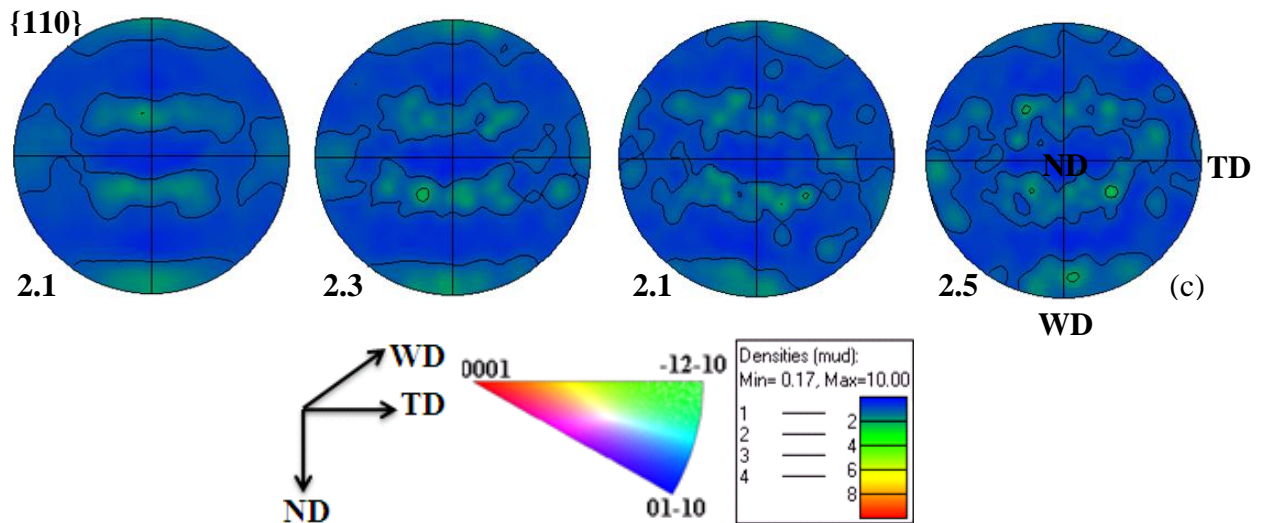 {110}
ND
TD
2.1
2.3
2.1
2.5
(c)
WD
WD
TD
ND
0001
-12-10
01-10
Densities (mud):
Min= 0.17, Max=10.00
1
2
3
4
2
4
6
8